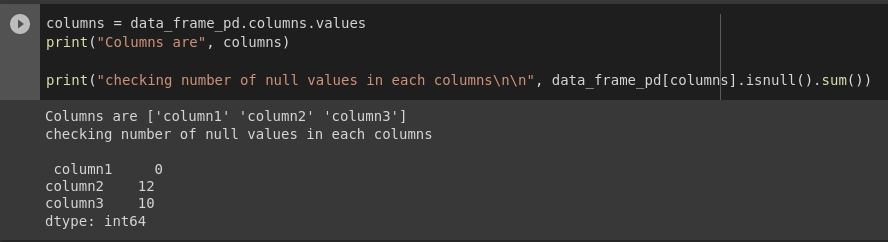 columns = data_frame_pd.columns.values
print("Columns are", columns)
print("checking number of null values in each columns\n\n", data_frame_pd[columns].isnull().sum())
Columns are ['column1' 'column2' 'column3']
checking number of null values in each columns
column1     0
column2    12
column3    10
dtype: int64